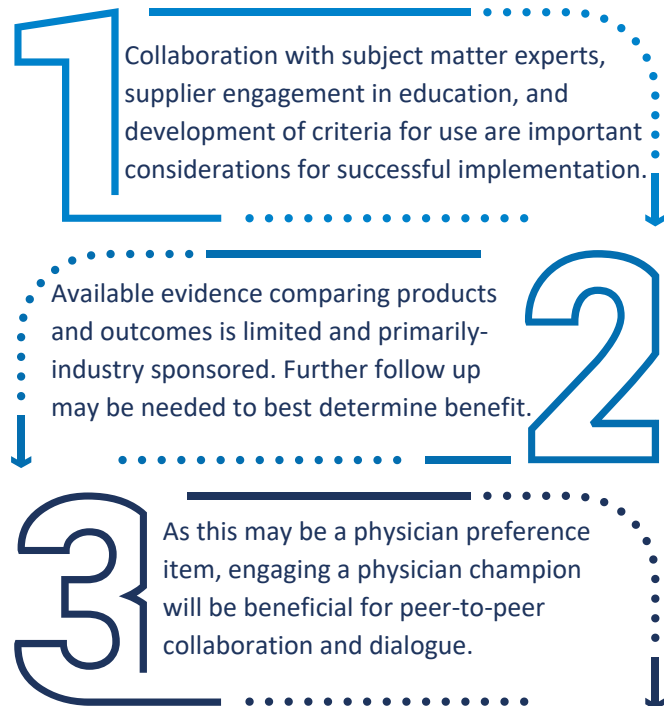 1
Collaboration with subject matter experts,
supplier engagement in education, and
development of criteria for use are important
considerations for successful implementation.
2
Available evidence comparing products
and outcomes is limited and primarily-
industry sponsored. Further follow up
may be needed to best determine benefit.
3
As this may be a physician preference
item, engaging a physician champion
will be beneficial for peer-to-peer
collaboration and dialogue.